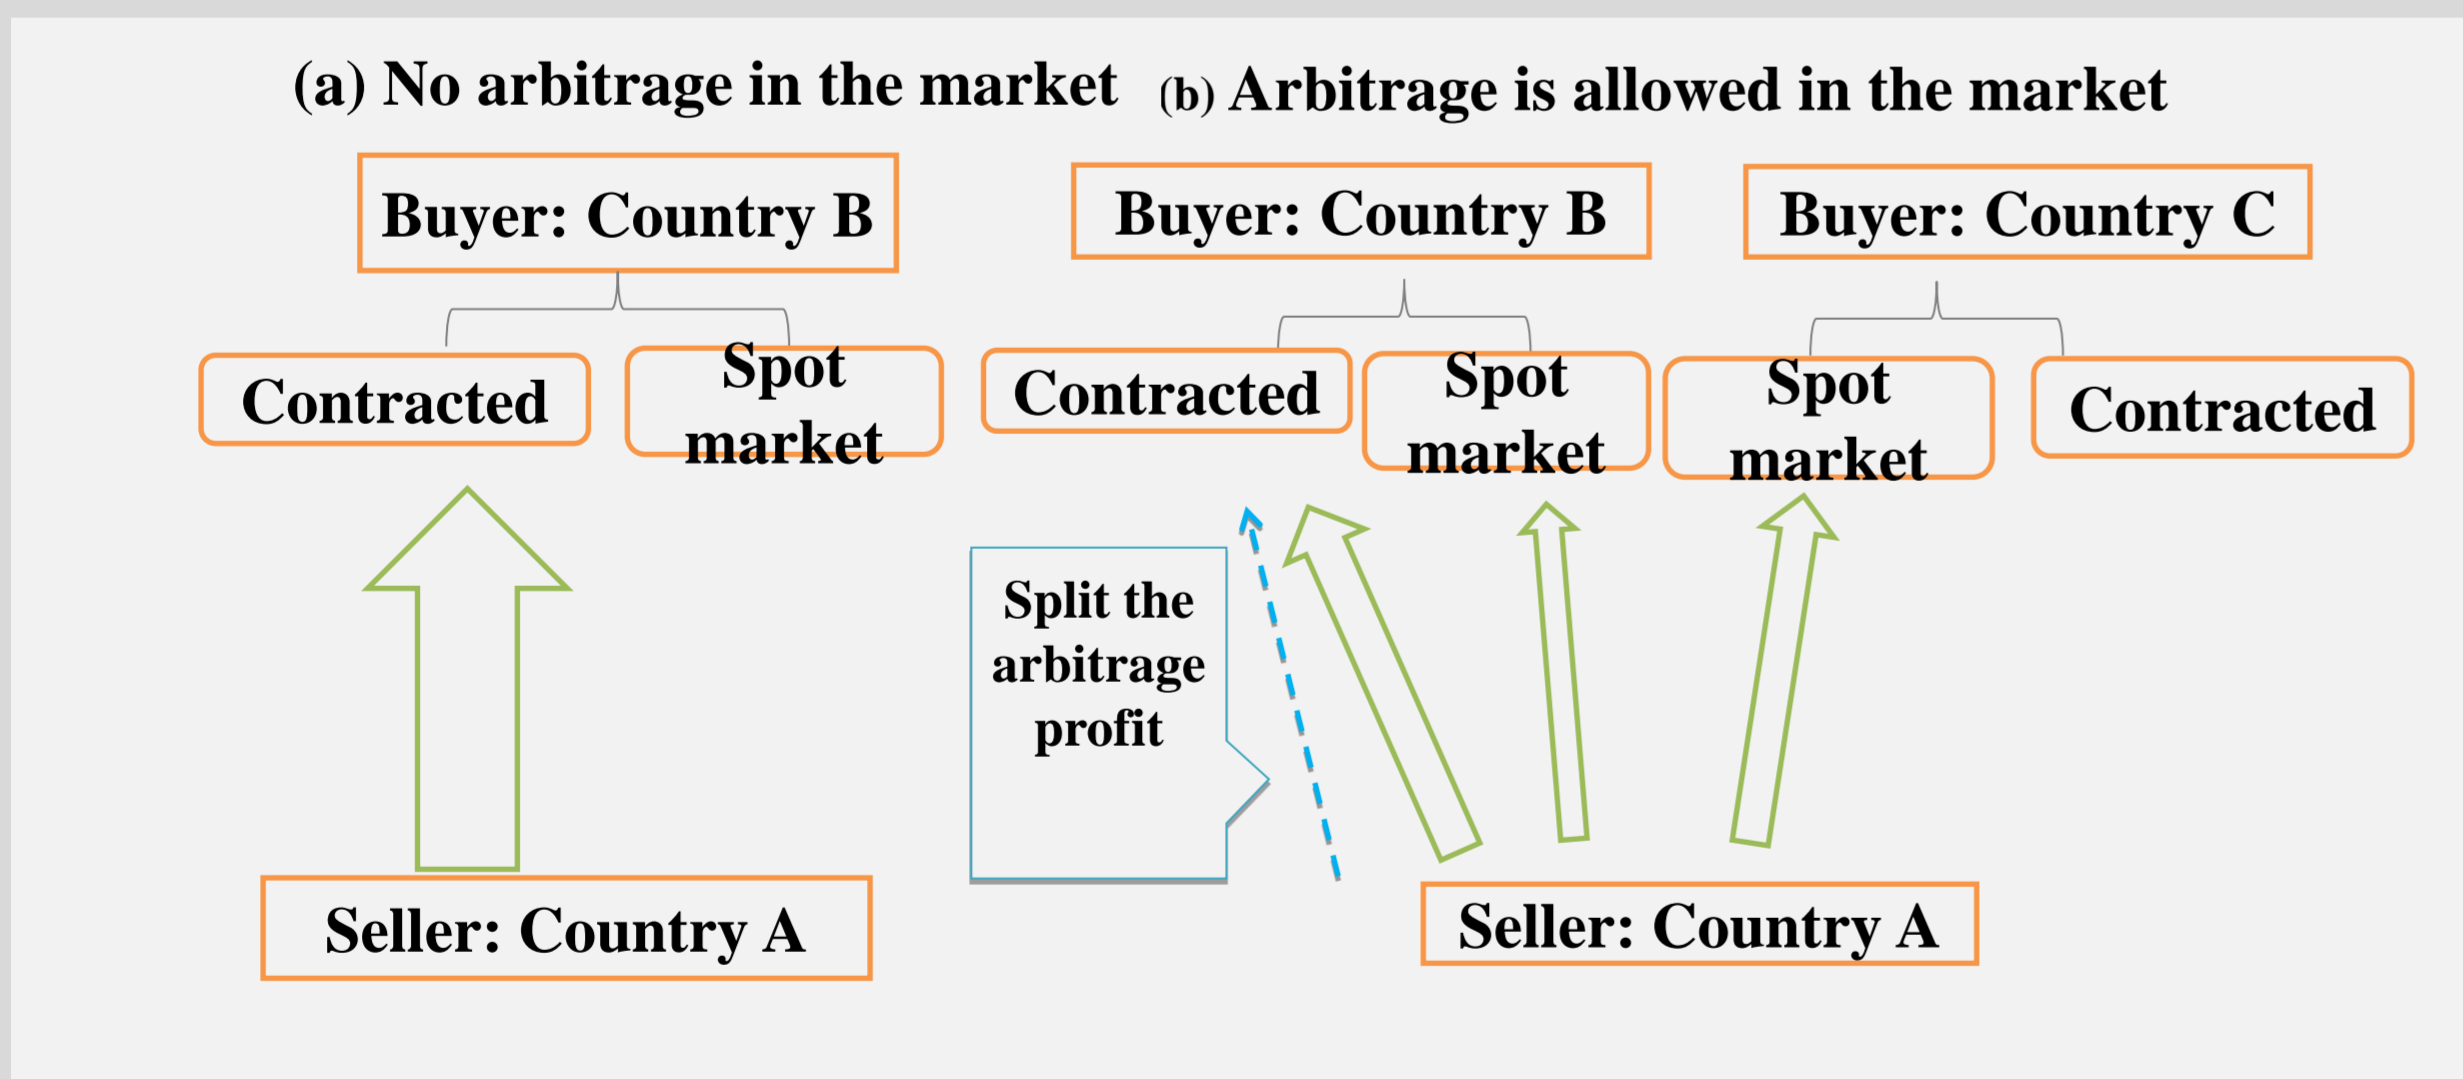 (a) No arbitrage in the market
Buyer: Country B
Contracted
Spot
market
Seller: Country A
(b) Arbitrage is allowed in the market
Buyer: Country B
Buyer: Country C
Contracted
Spot
market
Spot
market
Contracted
Split the
arbitrage
profit
Seller: Country A